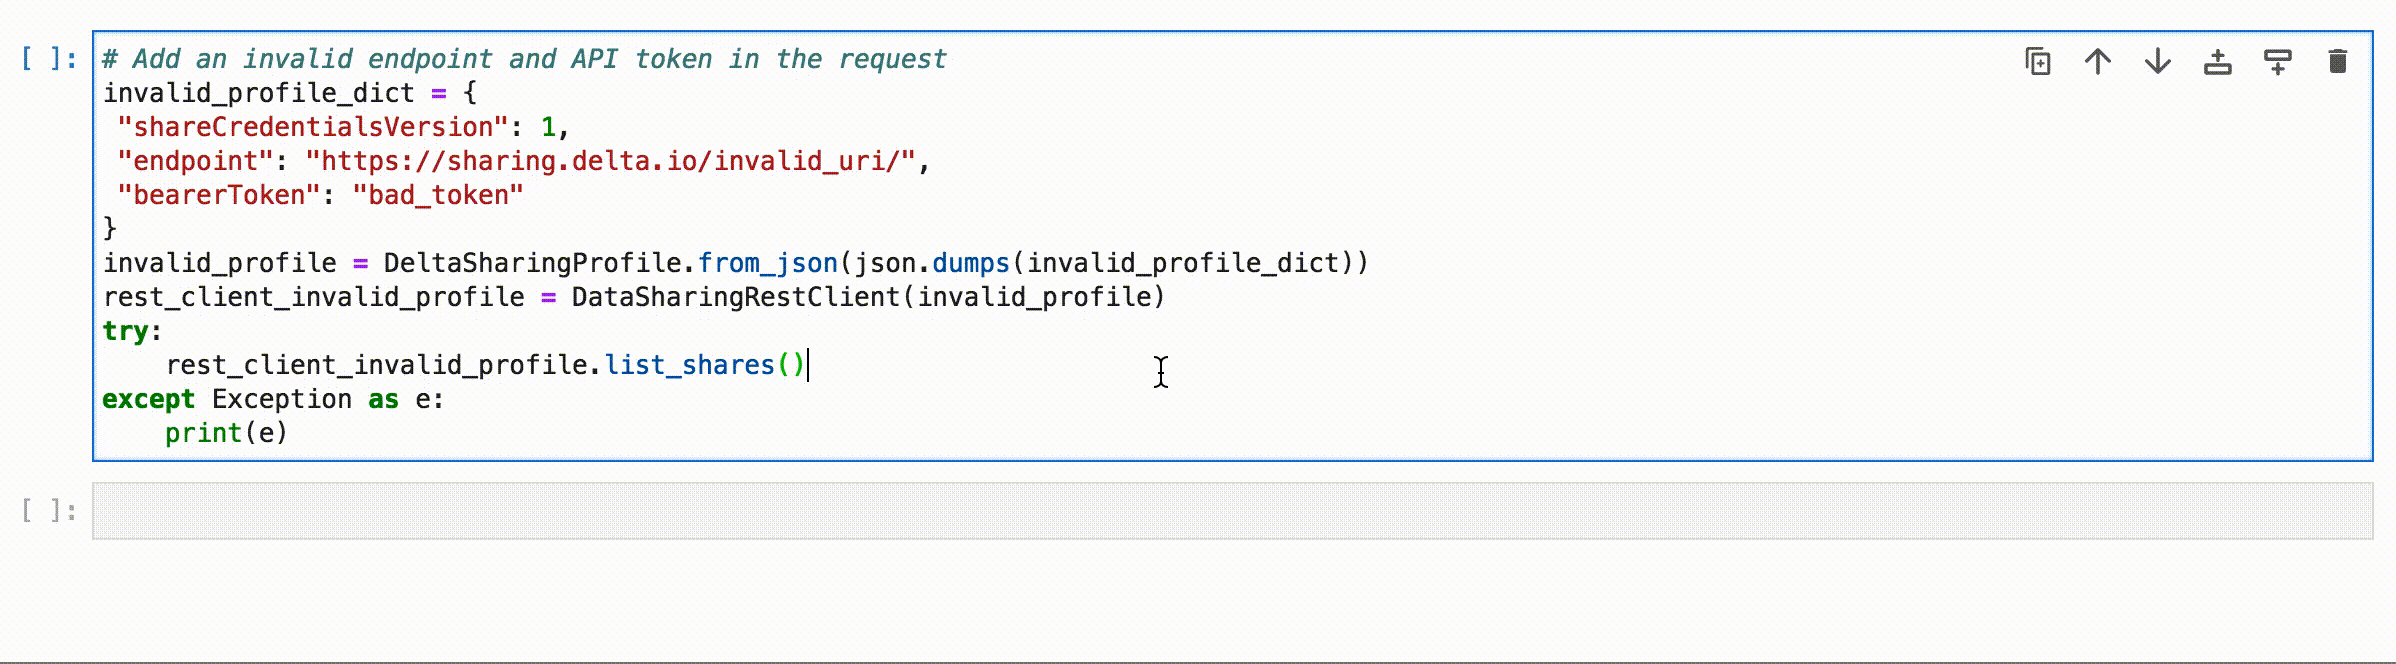 [ ]: # Add an invalid endpoint and API token in the request
invalid_profile_dict = {
 "shareCredentialsVersion": 1,
 "endpoint": "https://sharing.delta.io/invalid_uri/",
 "bearerToken": "bad_token"
}
invalid_profile = DeltaSharingProfile.from_json(json.dumps(invalid_profile_dict))
rest_client_invalid_profile = DataSharingRestClient(invalid_profile)
try:
    rest_client_invalid_profile.list_shares()
except Exception as e:
    print(e)
[ ]: